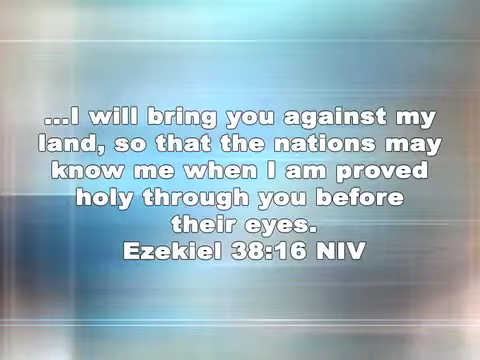 ...I will bring you against my
land, so that the nations may
know me when I am proved
holy through you before
their eyes.
Ezekiel 38:16 NIV